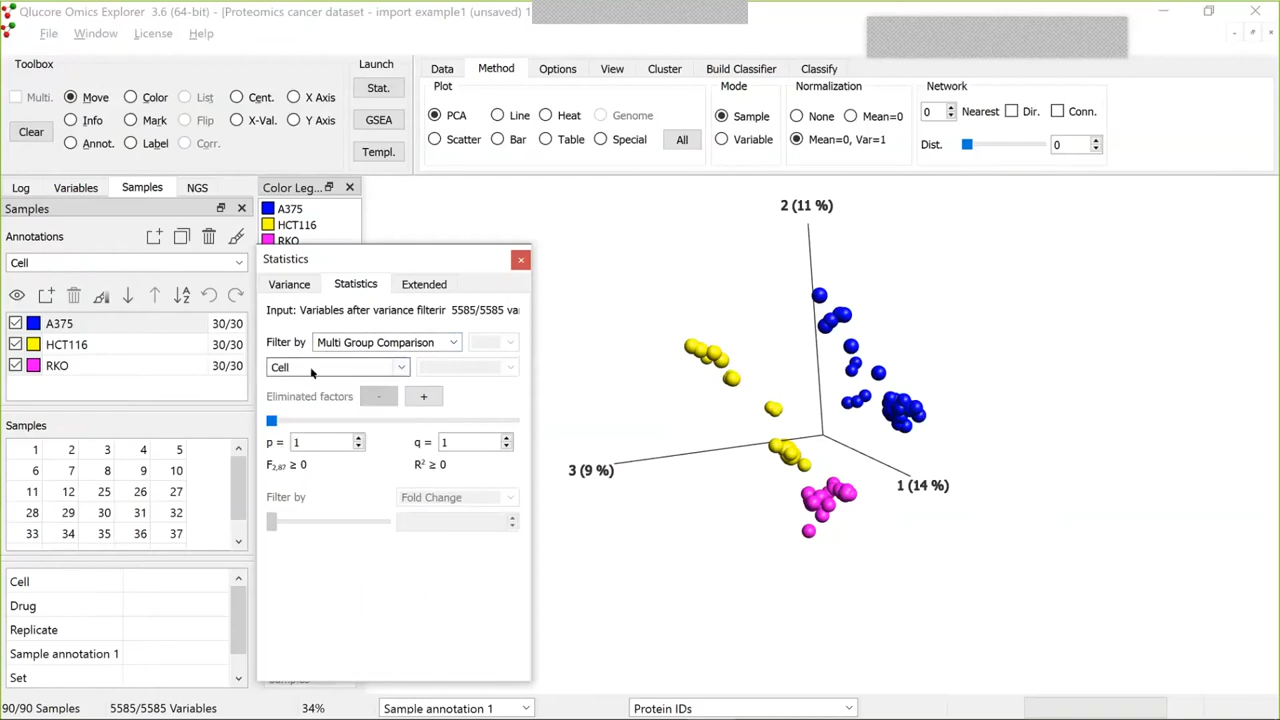 Qlucore Omics Explorer 3.6 (64-bit) - [Proteomics cancer dataset - import example1 (unsaved) 1
File Window License Help
Toolbox
Launch
Data Method Options View Cluster Build Classifier Classify
Multi. Move Color List Cent. X Axis
Stat.
Plot
Mode
Normalization
Network
Info Mark Flip X-Val. Y Axis
GSEA
PCA Line Heat Genome
Sample
None Mean=0
0 Nearest Dir. Conn.
Clear
Annot. Label Corr.
Templ.
Scatter Bar Table Special All
Variable
Mean=0, Var=1
Dist. 0
Log Variables Samples NGS
Color Leg...
Samples
A375
HCT116
RKO
Annotations
Cell
A375 30/30
HCT116 30/30
RKO 30/30
Samples
1 2 3 4 5
6 7 8 9 10
11 12 25 26 27
28 29 30 31 32
33 34 35 36 37
Cell
Drug
Replicate
Sample annotation 1
Set
Statistics
Variance Statistics Extended
Input: Variables after variance filterir 5585/5585 va
Filter by Multi Group Comparison
Cell
Eliminated factors - +
p = 1 q = 1
F2,87 ≥ 0 R² ≥ 0
Filter by Fold Change
2 (11 %)
3 (9 %)
1 (14 %)
90/90 Samples 5585/5585 Variables 34% Sample annotation 1 Protein IDs